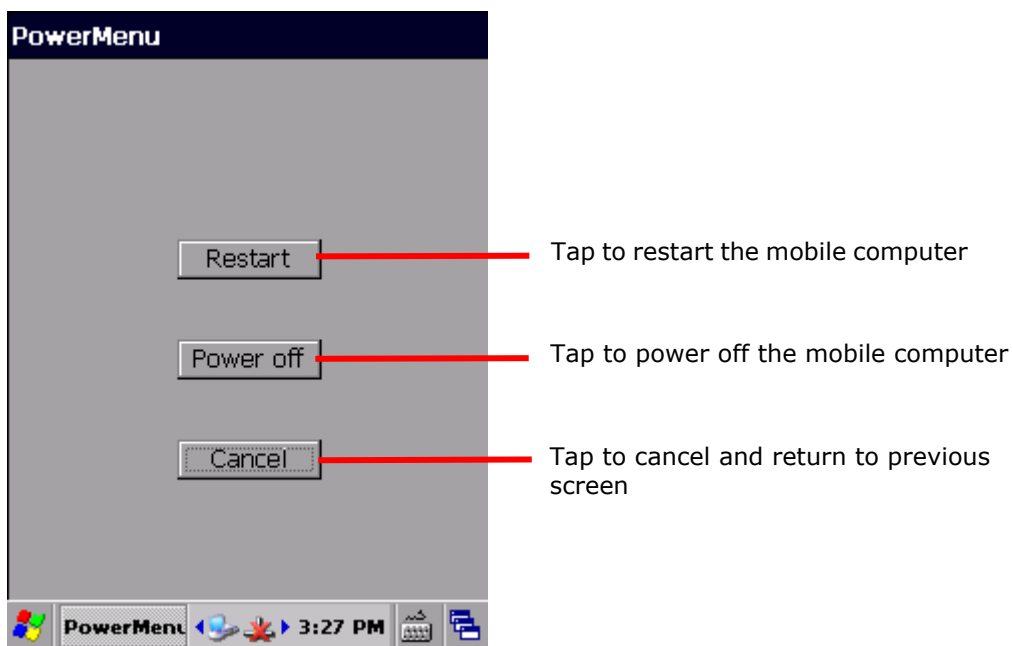 PowerMenu
Restart
Tap to restart the mobile computer
Power off
Tap to power off the mobile computer
Cancel
Tap to cancel and return to previous
screen
PowerMenu 3:27 PM